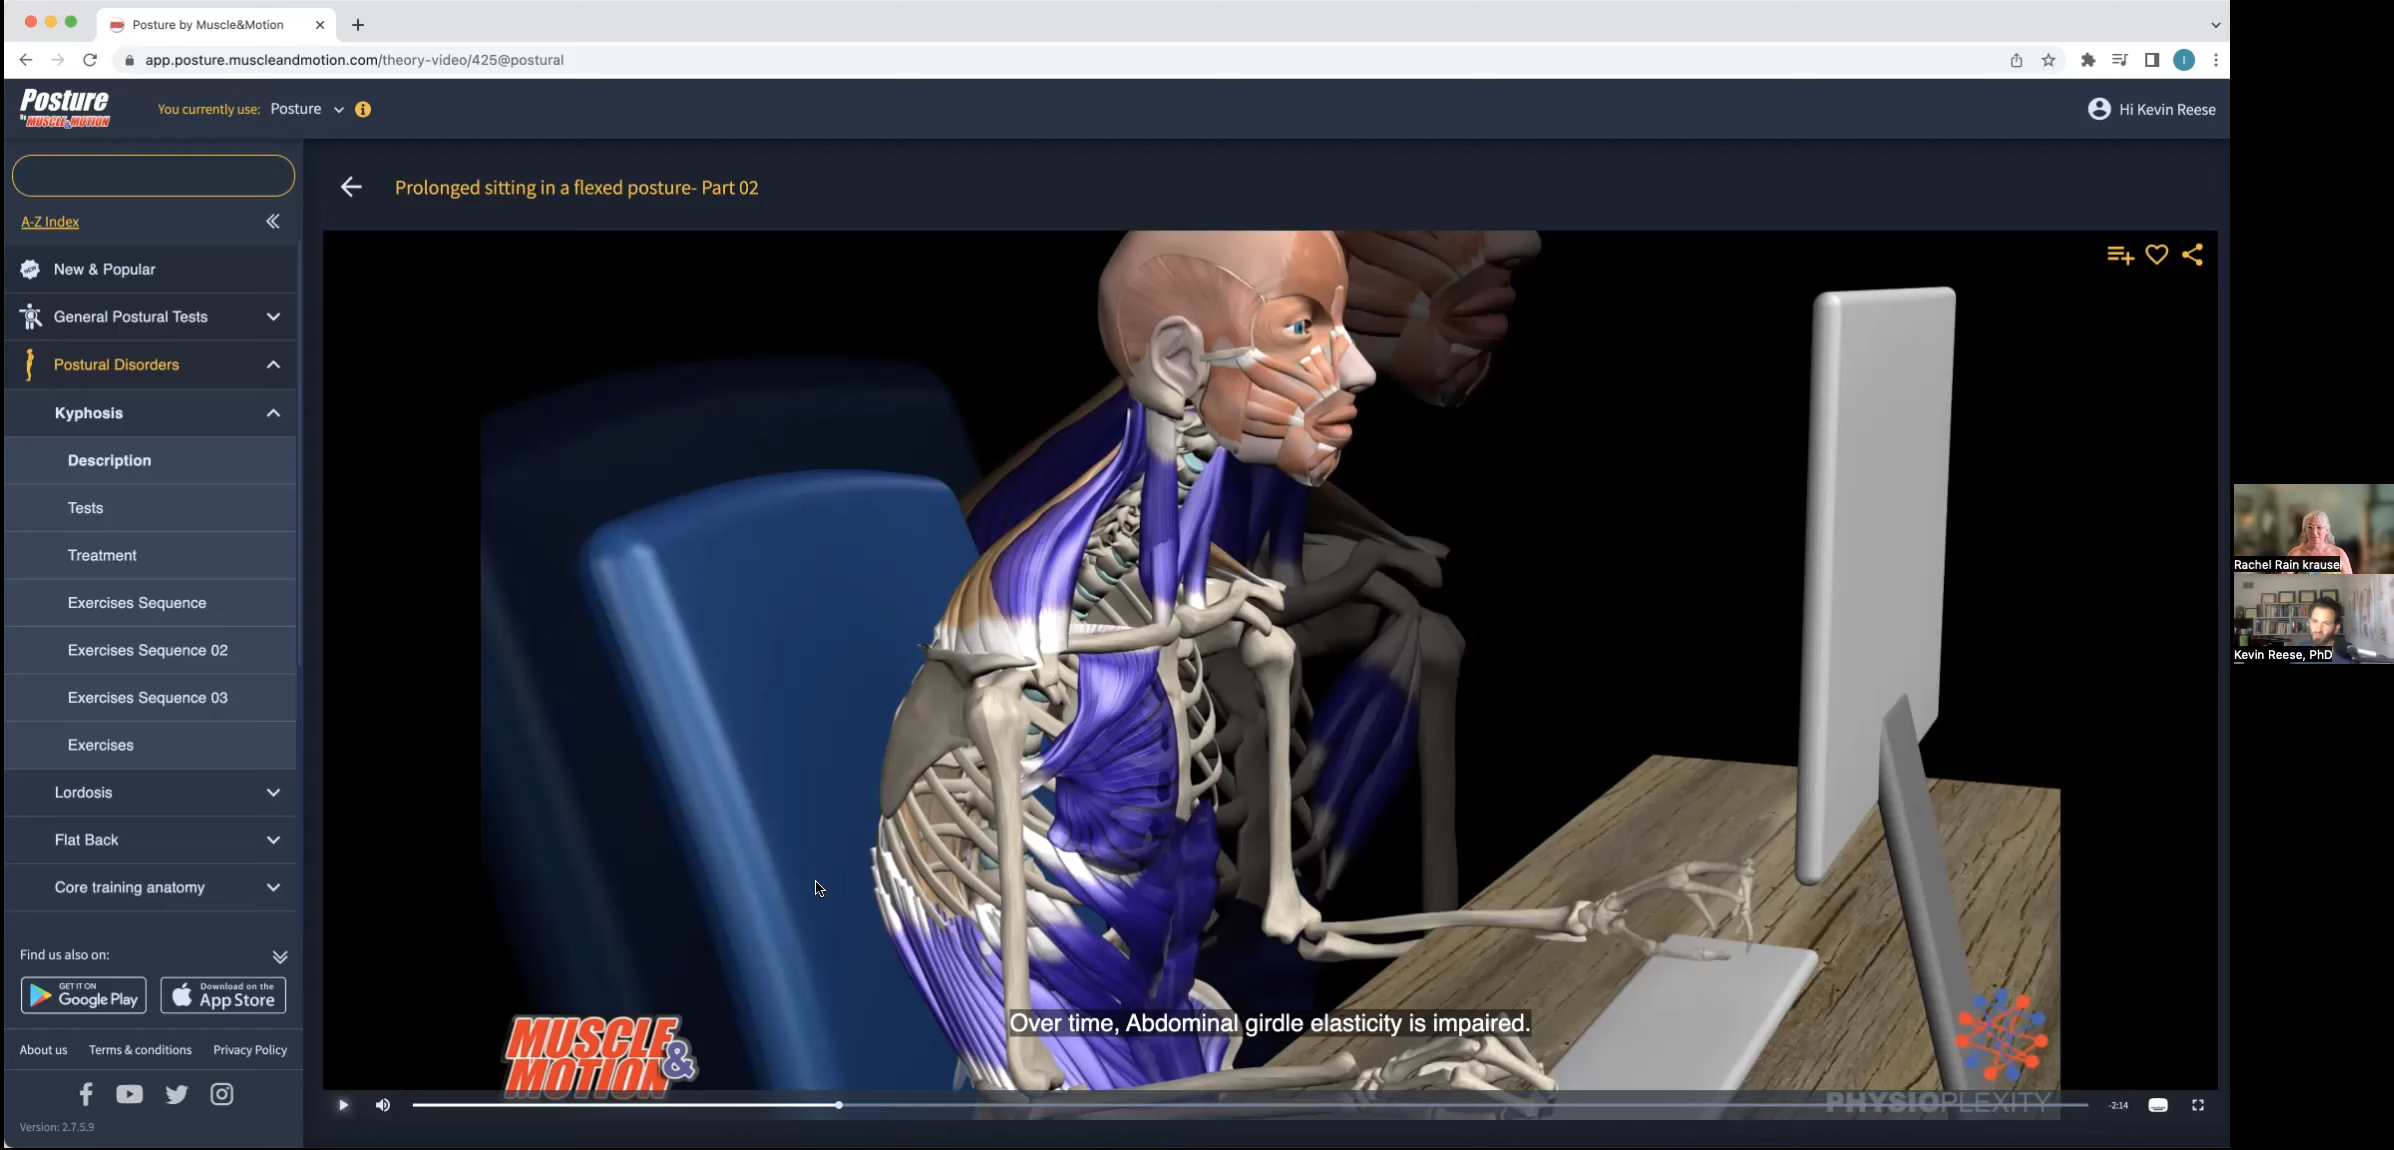 Posture by Muscle&Motion
app.posture.muscleandmotion.com/theory-video/425@postural
Posture
By MUSCLE&MOTION
You currently use: Posture
Hi Kevin Reese
A-Z Index
Prolonged sitting in a flexed posture- Part 02
NEW
New & Popular
General Postural Tests
Postural Disorders
Kyphosis
Description
Tests
Treatment
Exercises Sequence
Exercises Sequence 02
Exercises Sequence 03
Exercises
Lordosis
Flat Back
Core training anatomy
Find us also on:
GET IT ON
Google Play
Download on the
App Store
About us Terms & conditions Privacy Policy
Version: 2.7.5.9
Over time, Abdominal girdle elasticity is impaired.
MUSCLE &
MOTION
PHYSIOPLEXITY
-2:14
Rachel Rain krause
Kevin Reese, PhD